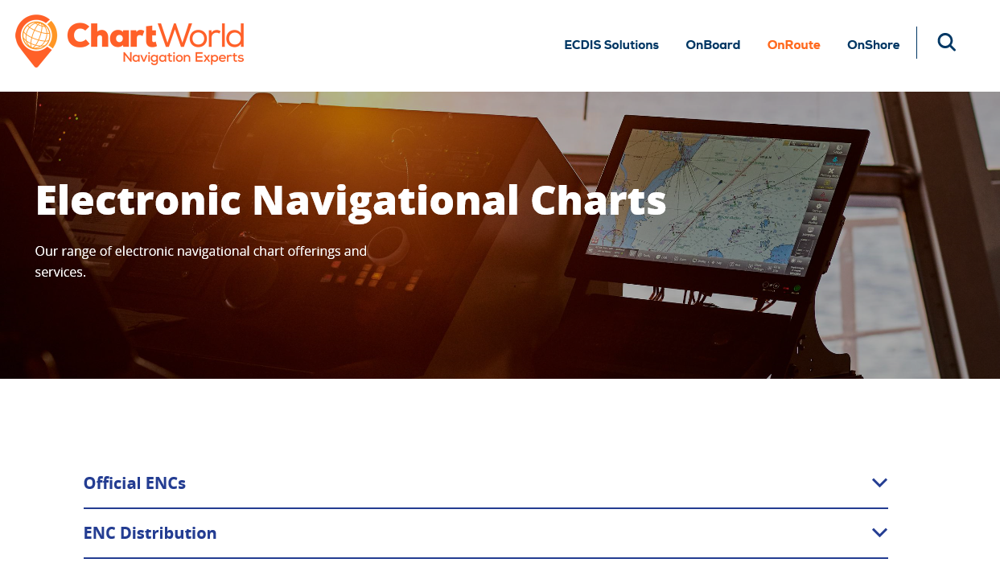 ChartWorld
Navigation Experts
ECDIS Solutions
OnBoard
OnRoute
OnShore
Electronic Navigational Charts
Our range of electronic navigational chart offerings and
services.
Official ENCs
ENC Distribution